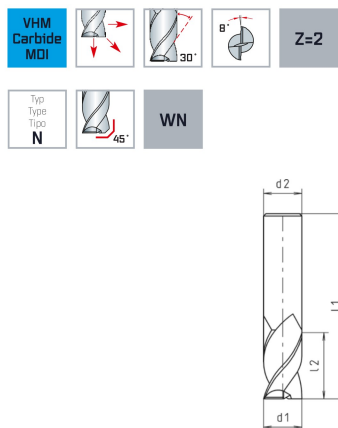 VHM
Carbide
MDI
30°
8°
Z=2
Typ
Type
Tipo
N
45°
WN
d2
l1
l2
d1